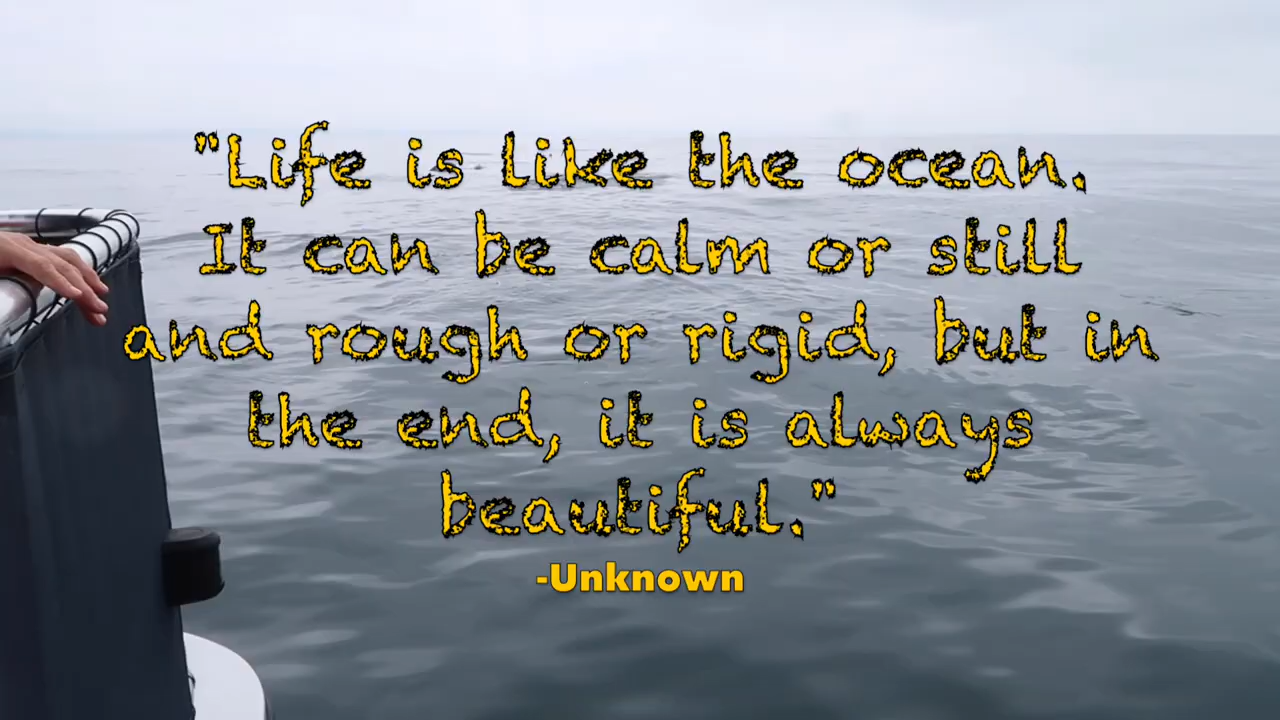 "Life is like the ocean.
It can be calm or still
and rough or rigid, but in
the end, it is always
beautiful."
-Unknown